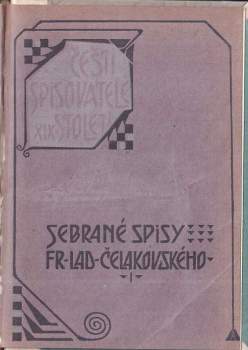 ČEŠTÍ
SPISOVATELÉ
XIX STOLETÍ
SEBRANÉ SPISY
FR·LAD·ČELAKOVSKÉHO·
I